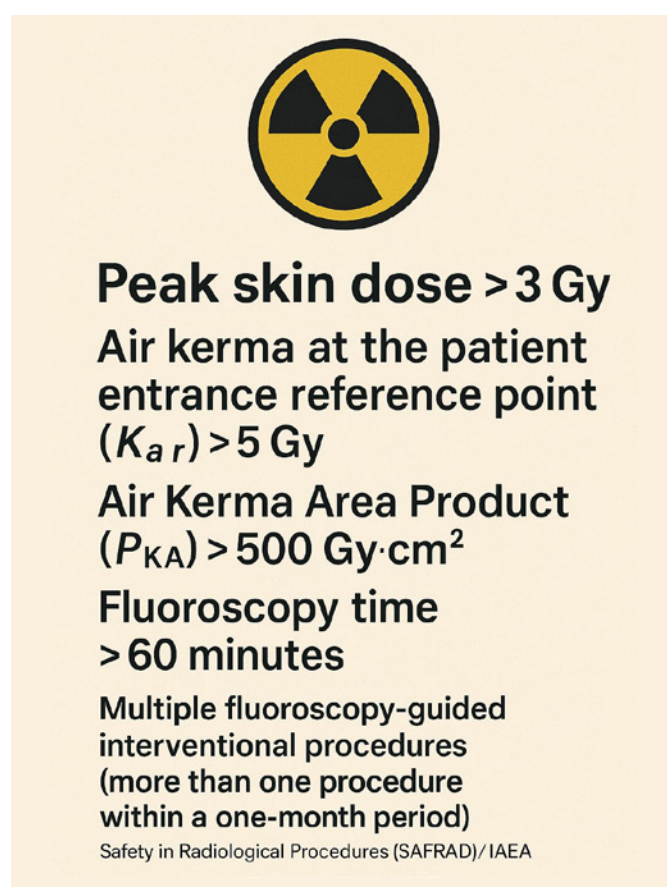 Peak skin dose > 3 Gy
Air kerma at the patient
entrance reference point
(Ka r) > 5 Gy
Air Kerma Area Product
(PKA) > 500 Gy·cm²
Fluoroscopy time
> 60 minutes
Multiple fluoroscopy-guided
interventional procedures
(more than one procedure
within a one-month period)
Safety in Radiological Procedures (SAFRAD)/ IAEA